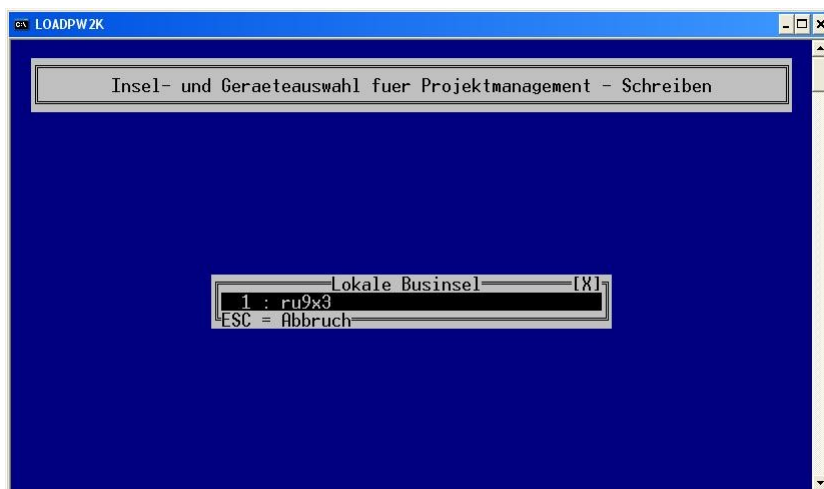 LOADPW2K
Insel- und Geraeteauswahl fuer Projektmanagement - Schreiben
Lokale Businsel [X]
1 : ru9x3
ESC = Abbruch